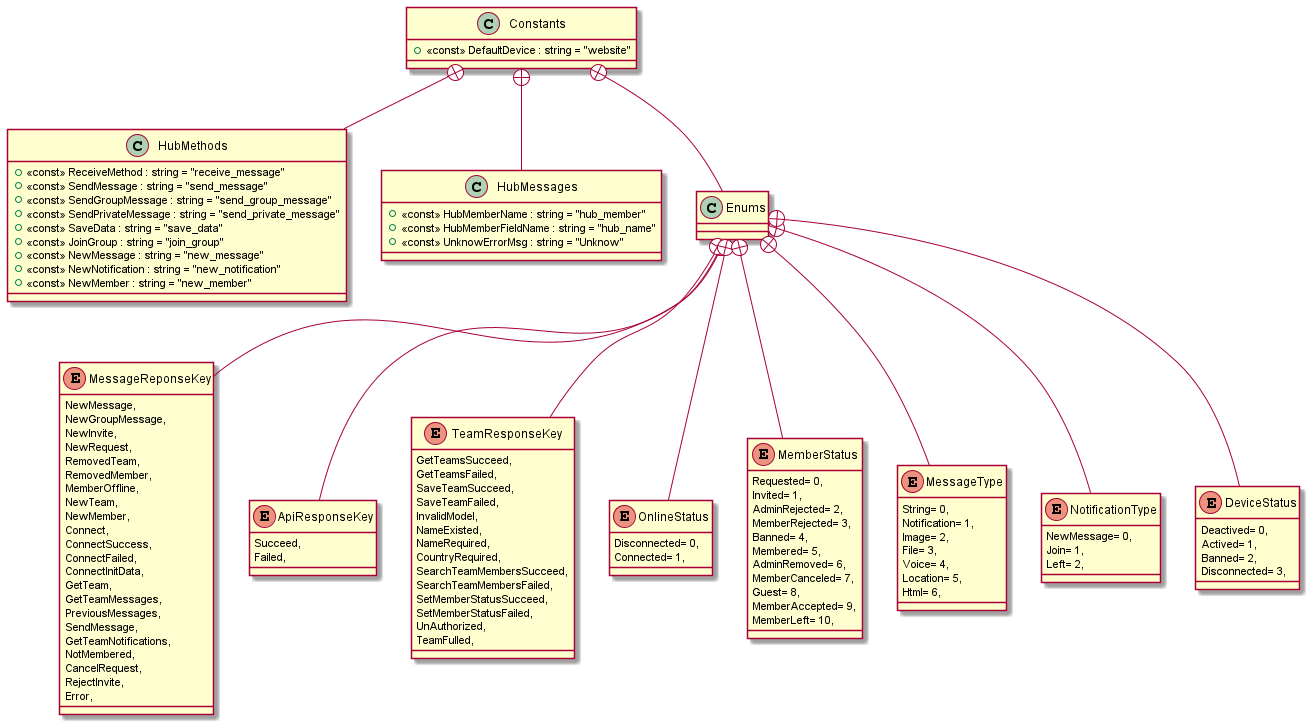 C Constants
«const» DefaultDevice : string = "website"
C HubMethods
«const» ReceiveMethod : string = "receive_message"
«const» SendMessage : string = "send_message"
«const» SendGroupMessage : string = "send_group_message"
«const» SendPrivateMessage : string = "send_private_message"
«const» SaveData : string = "save_data"
«const» JoinGroup : string = "join_group"
«const» NewMessage : string = "new_message"
«const» NewNotification : string = "new_notification"
«const» NewMember : string = "new_member"
C HubMessages
«const» HubMemberName : string = "hub_member"
«const» HubMemberFieldName : string = "hub_name"
«const» UnknowErrorMsg : string = "Unknow"
C Enums
E MessageReponseKey
NewMessage,
NewGroupMessage,
NewInvite,
NewRequest,
RemovedTeam,
RemovedMember,
MemberOffline,
NewTeam,
NewMember,
Connect,
ConnectSuccess,
ConnectFailed,
ConnectInitData,
GetTeam,
GetTeamMessages,
PreviousMessages,
SendMessage,
GetTeamNotifications,
NotMembered,
CancelRequest,
RejectInvite,
Error,
E ApiResponseKey
Succeed,
Failed,
E TeamResponseKey
GetTeamsSucceed,
GetTeamsFailed,
SaveTeamSucceed,
SaveTeamFailed,
InvalidModel,
NameExisted,
NameRequired,
CountryRequired,
SearchTeamMembersSucceed,
SearchTeamMembersFailed,
SetMemberStatusSucceed,
SetMemberStatusFailed,
UnAuthorized,
TeamFulled,
E OnlineStatus
Disconnected= 0,
Connected= 1,
E MemberStatus
Requested= 0,
Invited= 1,
AdminRejected= 2,
MemberRejected= 3,
Banned= 4,
Membered= 5,
AdminRemoved= 6,
MemberCanceled= 7,
Guest= 8,
MemberAccepted= 9,
MemberLeft= 10,
E MessageType
String= 0,
Notification= 1,
Image= 2,
File= 3,
Voice= 4,
Location= 5,
Html= 6,
E NotificationType
NewMessage= 0,
Join= 1,
Left= 2,
E DeviceStatus
Deactived= 0,
Actived= 1,
Banned= 2,
Disconnected= 3,